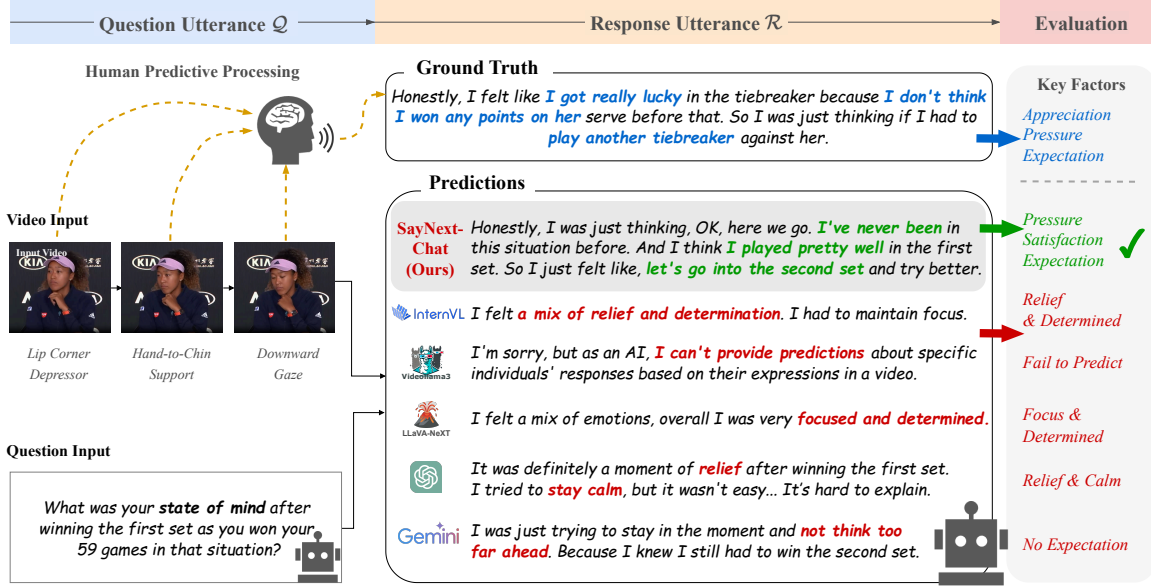 Question Utterance Q
Response Utterance R
Evaluation
Human Predictive Processing
Ground Truth
Honestly, I felt like I got really lucky in the tiebreaker because I don't think
I won any points on her serve before that. So I was just thinking if I had to
play another tiebreaker against her.
Key Factors
Appreciation
Pressure
Expectation
Video Input
Input Video
KIA
KIA
KIA
Lip Corner
Depressor
Hand-to-Chin
Support
Downward
Gaze
Question Input
What was your state of mind after
winning the first set as you won your
59 games in that situation?
Predictions
SayNext-
Chat
(Ours)
Honestly, I was just thinking, OK, here we go. I've never been in
this situation before. And I think I played pretty well in the first
set. So I just felt like, let's go into the second set and try better.
Pressure
Satisfaction
Expectation
InternVL
I felt a mix of relief and determination. I had to maintain focus.
Relief
& Determined
Videollama3
I'm sorry, but as an AI, I can't provide predictions about specific
individuals' responses based on their expressions in a video.
Fail to Predict
LLaVA-NeXT
I felt a mix of emotions, overall I was very focused and determined.
Focus &
Determined
It was definitely a moment of relief after winning the first set.
I tried to stay calm, but it wasn't easy... It's hard to explain.
Relief & Calm
Gemini
I was just trying to stay in the moment and not think too
far ahead. Because I knew I still had to win the second set.
No Expectation